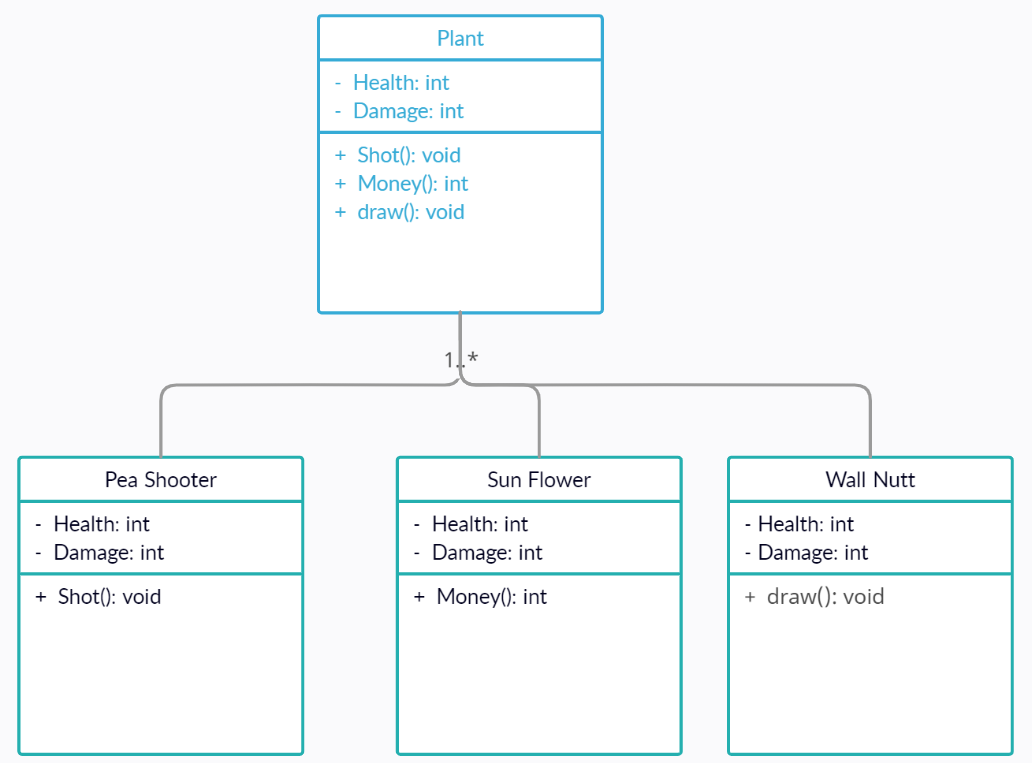 Plant
- Health: int
- Damage: int
+ Shot(): void
+ Money(): int
+ draw(): void
1..*
Pea Shooter
- Health: int
- Damage: int
+ Shot(): void
Sun Flower
- Health: int
- Damage: int
+ Money(): int
Wall Nutt
- Health: int
- Damage: int
+ draw(): void